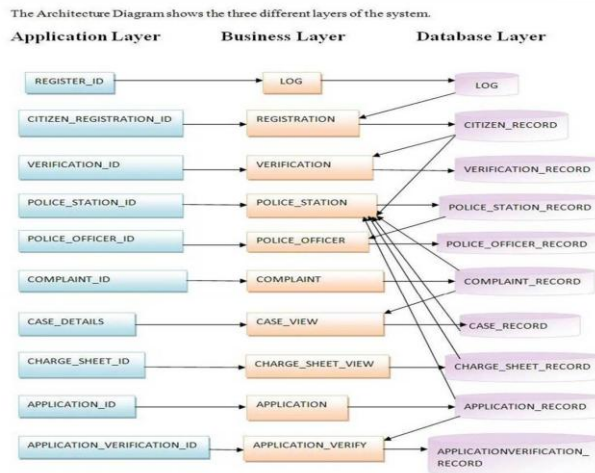 The Architecture Diagram shows the three different layers of the system.
Application Layer Business Layer Database Layer
REGISTER_ID LOG LOG
CITIZEN_REGISTRATION_ID REGISTRATION CITIZEN_RECORD
VERIFICATION_ID VERIFICATION VERIFICATION_RECORD
POLICE_STATION_ID POLICE_STATION POLICE_STATION_RECORD
POLICE_OFFICER_ID POLICE_OFFICER POLICE_OFFICER_RECORD
COMPLAINT_ID COMPLAINT COMPLAINT_RECORD
CASE_DETAILS CASE_VIEW CASE_RECORD
CHARGE_SHEET_ID CHARGE_SHEET_VIEW CHARGE_SHEET_RECORD
APPLICATION_ID APPLICATION APPLICATION_RECORD
APPLICATION_VERIFICATION_ID APPLICATION_VERIFY APPLICATIONVERIFICATION_
RECORD